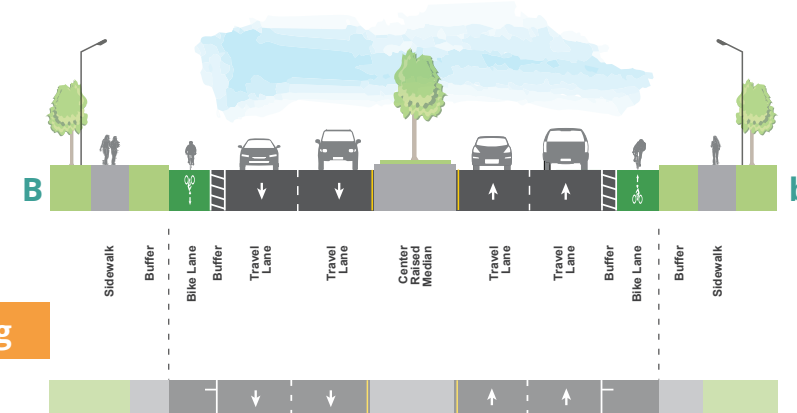 B
b
Sidewalk
Buffer
Bike Lane
Buffer
Travel
Lane
Travel
Lane
Center
Raised
Median
Travel
Lane
Travel
Lane
Buffer
Bike Lane
Buffer
Sidewalk
g